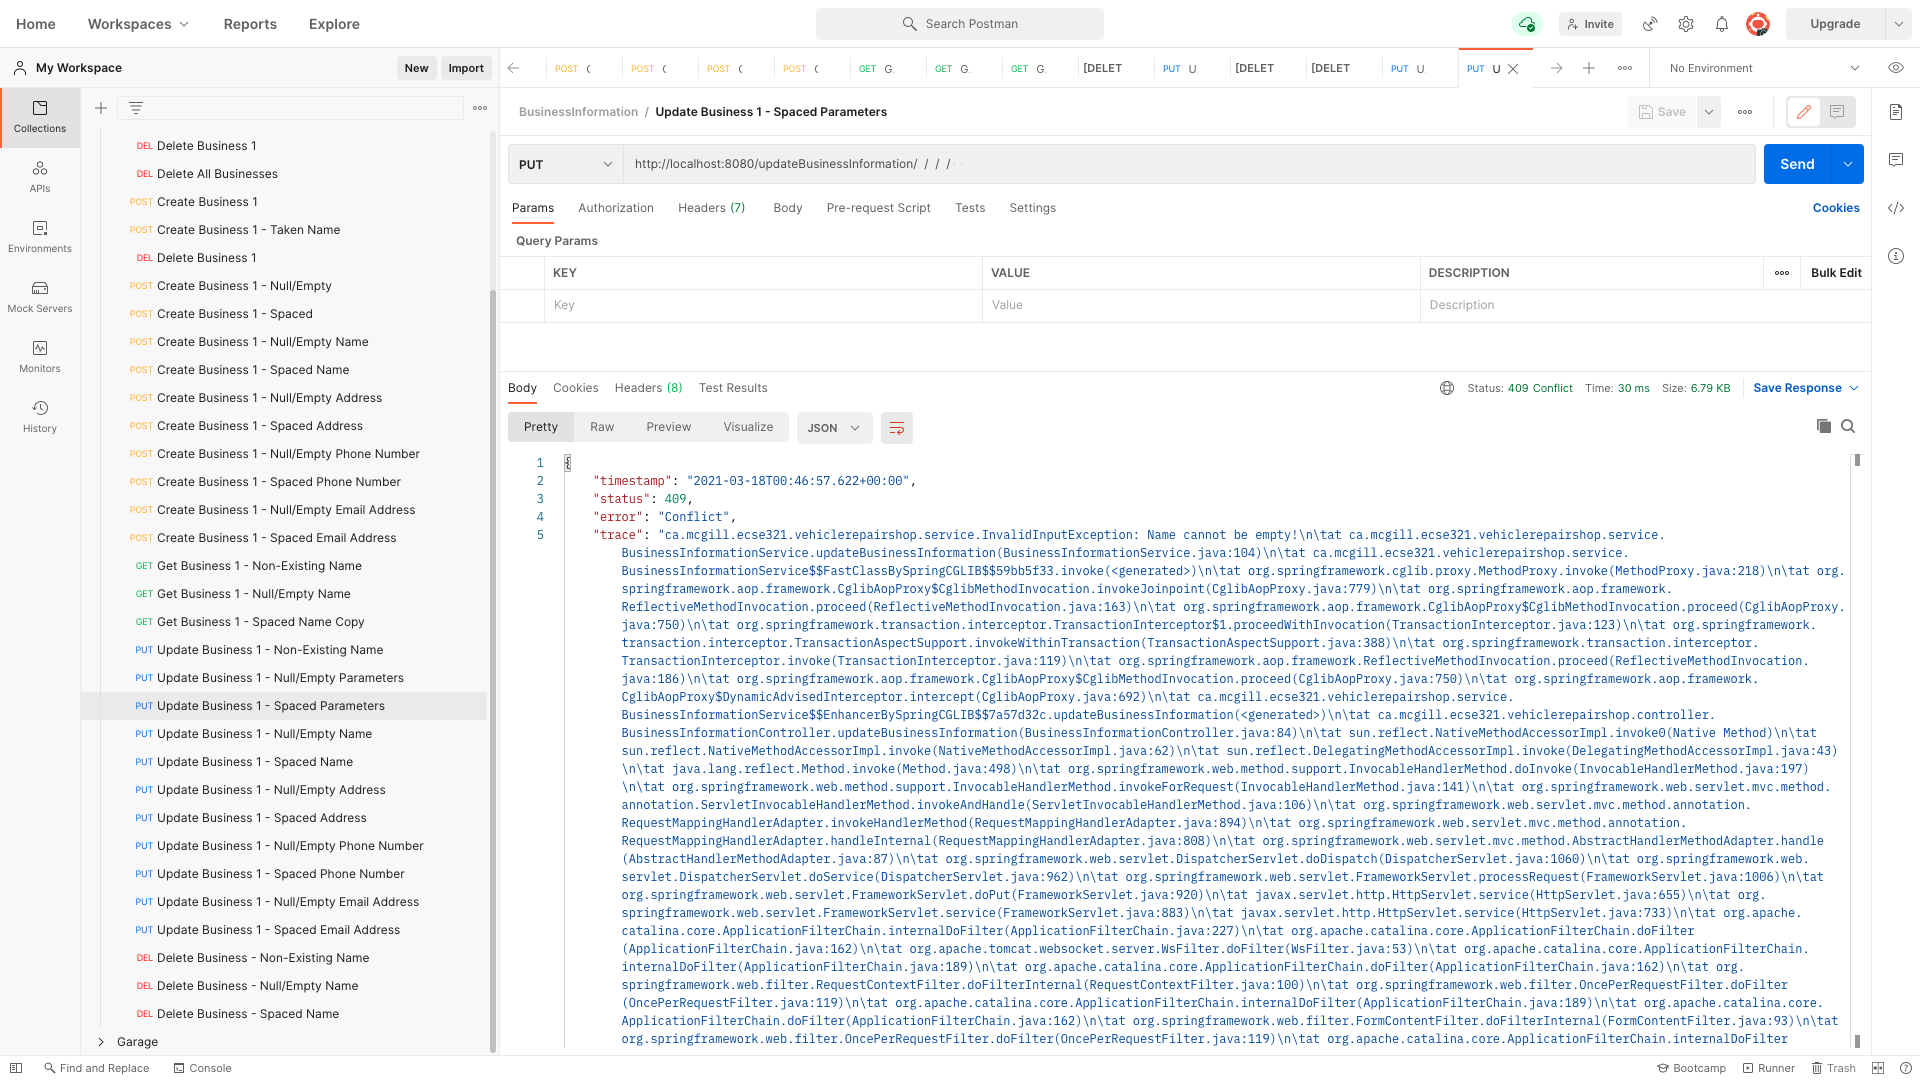 Home Workspaces Reports Explore Search Postman Invite Upgrade
My Workspace New Import
POST C POST C POST C POST C GET G. GET G. GET G. [DELET PUT U. [DELET [DELET PUT U. PUT U No Environment
Collections
APIs
Environments
Mock Servers
Monitors
History
DEL Delete Business 1
DEL Delete All Businesses
POST Create Business 1
POST Create Business 1 - Taken Name
DEL Delete Business 1
POST Create Business 1 - Null/Empty
POST Create Business 1 - Spaced
POST Create Business 1 - Null/Empty Name
POST Create Business 1 - Spaced Name
POST Create Business 1 - Null/Empty Address
POST Create Business 1 - Spaced Address
POST Create Business 1 - Null/Empty Phone Number
POST Create Business 1 - Spaced Phone Number
POST Create Business 1 - Null/Empty Email Address
POST Create Business 1 - Spaced Email Address
GET Get Business 1 - Non-Existing Name
GET Get Business 1 - Null/Empty Name
GET Get Business 1 - Spaced Name Copy
PUT Update Business 1 - Non-Existing Name
PUT Update Business 1 - Null/Empty Parameters
PUT Update Business 1 - Spaced Parameters
PUT Update Business 1 - Null/Empty Name
PUT Update Business 1 - Spaced Name
PUT Update Business 1 - Null/Empty Address
PUT Update Business 1 - Spaced Address
PUT Update Business 1 - Null/Empty Phone Number
PUT Update Business 1 - Spaced Phone Number
PUT Update Business 1 - Null/Empty Email Address
PUT Update Business 1 - Spaced Email Address
DEL Delete Business - Non-Existing Name
DEL Delete Business - Null/Empty Name
DEL Delete Business - Spaced Name
Garage
BusinessInformation / Update Business 1 - Spaced Parameters Save
PUT http://localhost:8080/updateBusinessInformation/ / / / Send
Params Authorization Headers (7) Body Pre-request Script Tests Settings Cookies
Query Params
KEY VALUE DESCRIPTION Bulk Edit
Key Value Description
Body Cookies Headers (8) Test Results Status: 409 Conflict Time: 30 ms Size: 6.79 KB Save Response
Pretty Raw Preview Visualize JSON
1 {
2 "timestamp": "2021-03-18T00:46:57.622+00:00",
3 "status": 409,
4 "error": "Conflict",
5 "trace": "ca.mcgill.ecse321.vehiclerepairshop.service.InvalidInputException: Name cannot be empty!\n\tat ca.mcgill.ecse321.vehiclerepairshop.service.
BusinessInformationService.updateBusinessInformation(BusinessInformationService.java:104)\n\tat ca.mcgill.ecse321.vehiclerepairshop.service.
BusinessInformationService$$FastClassBySpringCGLIB$$59bb5f33.invoke(<generated>)\n\tat org.springframework.cglib.proxy.MethodProxy.invoke(MethodProxy.java:218)\n\tat org.
springframework.aop.framework.CglibAopProxy$CglibMethodInvocation.invokeJoinpoint(CglibAopProxy.java:779)\n\tat org.springframework.aop.framework.
ReflectiveMethodInvocation.proceed(ReflectiveMethodInvocation.java:163)\n\tat org.springframework.aop.framework.CglibAopProxy$CglibMethodInvocation.proceed(CglibAopProxy.
java:750)\n\tat org.springframework.transaction.interceptor.TransactionInterceptor$1.proceedWithInvocation(TransactionInterceptor.java:123)\n\tat org.springframework.
transaction.interceptor.TransactionAspectSupport.invokeWithinTransaction(TransactionAspectSupport.java:388)\n\tat org.springframework.transaction.interceptor.
TransactionInterceptor.invoke(TransactionInterceptor.java:119)\n\tat org.springframework.aop.framework.ReflectiveMethodInvocation.proceed(ReflectiveMethodInvocation.
java:186)\n\tat org.springframework.aop.framework.CglibAopProxy$CglibMethodInvocation.proceed(CglibAopProxy.java:750)\n\tat org.springframework.aop.framework.
CglibAopProxy$DynamicAdvisedInterceptor.intercept(CglibAopProxy.java:692)\n\tat ca.mcgill.ecse321.vehiclerepairshop.service.
BusinessInformationService$$EnhancerBySpringCGLIB$$7a57d32c.updateBusinessInformation(<generated>)\n\tat ca.mcgill.ecse321.vehiclerepairshop.controller.
BusinessInformationController.updateBusinessInformation(BusinessInformationController.java:84)\n\tat sun.reflect.NativeMethodAccessorImpl.invoke0(Native Method)\n\tat
sun.reflect.NativeMethodAccessorImpl.invoke(NativeMethodAccessorImpl.java:62)\n\tat sun.reflect.DelegatingMethodAccessorImpl.invoke(DelegatingMethodAccessorImpl.java:43)
\n\tat java.lang.reflect.Method.invoke(Method.java:498)\n\tat org.springframework.web.method.support.InvocableHandlerMethod.doInvoke(InvocableHandlerMethod.java:197)
\n\tat org.springframework.web.method.support.InvocableHandlerMethod.invokeForRequest(InvocableHandlerMethod.java:141)\n\tat org.springframework.web.servlet.mvc.method.
annotation.ServletInvocableHandlerMethod.invokeAndHandle(ServletInvocableHandlerMethod.java:106)\n\tat org.springframework.web.servlet.mvc.method.annotation.
RequestMappingHandlerAdapter.invokeHandlerMethod(RequestMappingHandlerAdapter.java:894)\n\tat org.springframework.web.servlet.mvc.method.annotation.
RequestMappingHandlerAdapter.handleInternal(RequestMappingHandlerAdapter.java:808)\n\tat org.springframework.web.servlet.mvc.method.AbstractHandlerMethodAdapter.handle
(AbstractHandlerMethodAdapter.java:87)\n\tat org.springframework.web.servlet.DispatcherServlet.doDispatch(DispatcherServlet.java:1060)\n\tat org.springframework.web.
servlet.DispatcherServlet.doService(DispatcherServlet.java:962)\n\tat org.springframework.web.servlet.FrameworkServlet.processRequest(FrameworkServlet.java:1006)\n\tat
org.springframework.web.servlet.FrameworkServlet.doPut(FrameworkServlet.java:920)\n\tat javax.servlet.http.HttpServlet.service(HttpServlet.java:655)\n\tat org.
springframework.web.servlet.FrameworkServlet.service(FrameworkServlet.java:883)\n\tat javax.servlet.http.HttpServlet.service(HttpServlet.java:733)\n\tat org.apache.
catalina.core.ApplicationFilterChain.internalDoFilter(ApplicationFilterChain.java:227)\n\tat org.apache.catalina.core.ApplicationFilterChain.doFilter
(ApplicationFilterChain.java:162)\n\tat org.apache.tomcat.websocket.server.WsFilter.doFilter(WsFilter.java:53)\n\tat org.apache.catalina.core.ApplicationFilterChain.
internalDoFilter(ApplicationFilterChain.java:189)\n\tat org.apache.catalina.core.ApplicationFilterChain.doFilter(ApplicationFilterChain.java:162)\n\tat org.
springframework.web.filter.RequestContextFilter.doFilterInternal(RequestContextFilter.java:100)\n\tat org.springframework.web.filter.OncePerRequestFilter.doFilter
(OncePerRequestFilter.java:119)\n\tat org.apache.catalina.core.ApplicationFilterChain.internalDoFilter(ApplicationFilterChain.java:189)\n\tat org.apache.catalina.core.
ApplicationFilterChain.doFilter(ApplicationFilterChain.java:162)\n\tat org.springframework.web.filter.FormContentFilter.doFilterInternal(FormContentFilter.java:93)\n\tat
org.springframework.web.filter.OncePerRequestFilter.doFilter(OncePerRequestFilter.java:119)\n\tat org.apache.catalina.core.ApplicationFilterChain.internalDoFilter
Find and Replace Console Bootcamp Runner Trash